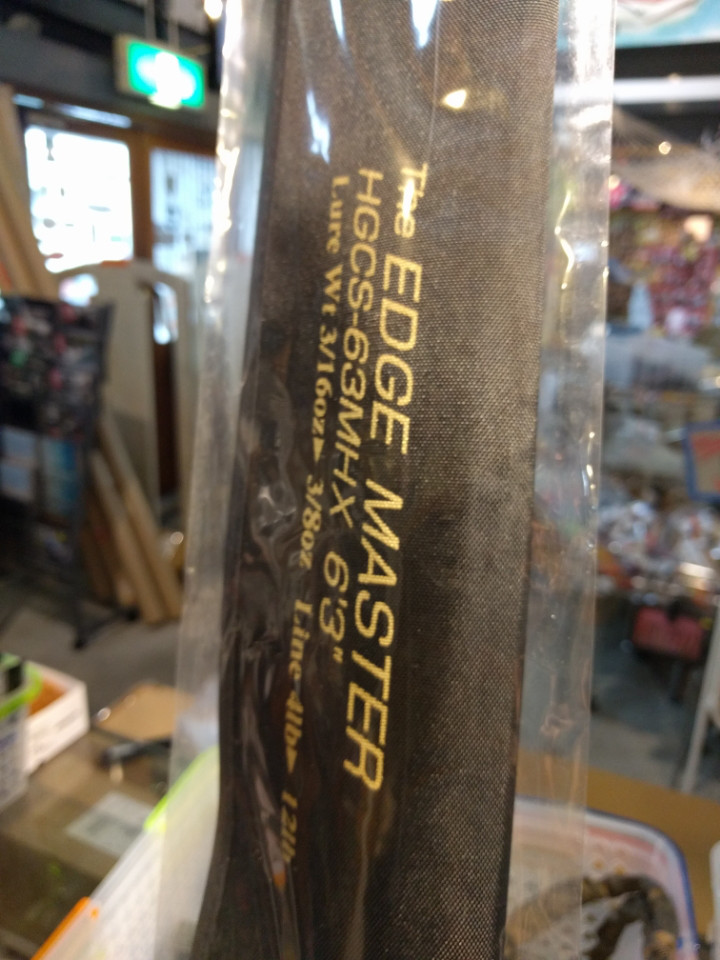 The EDGE MASTER
HGCS-63MHX 6'3"
Lure Wt 3/16oz▶3/8oz Line 4lb▶12lb